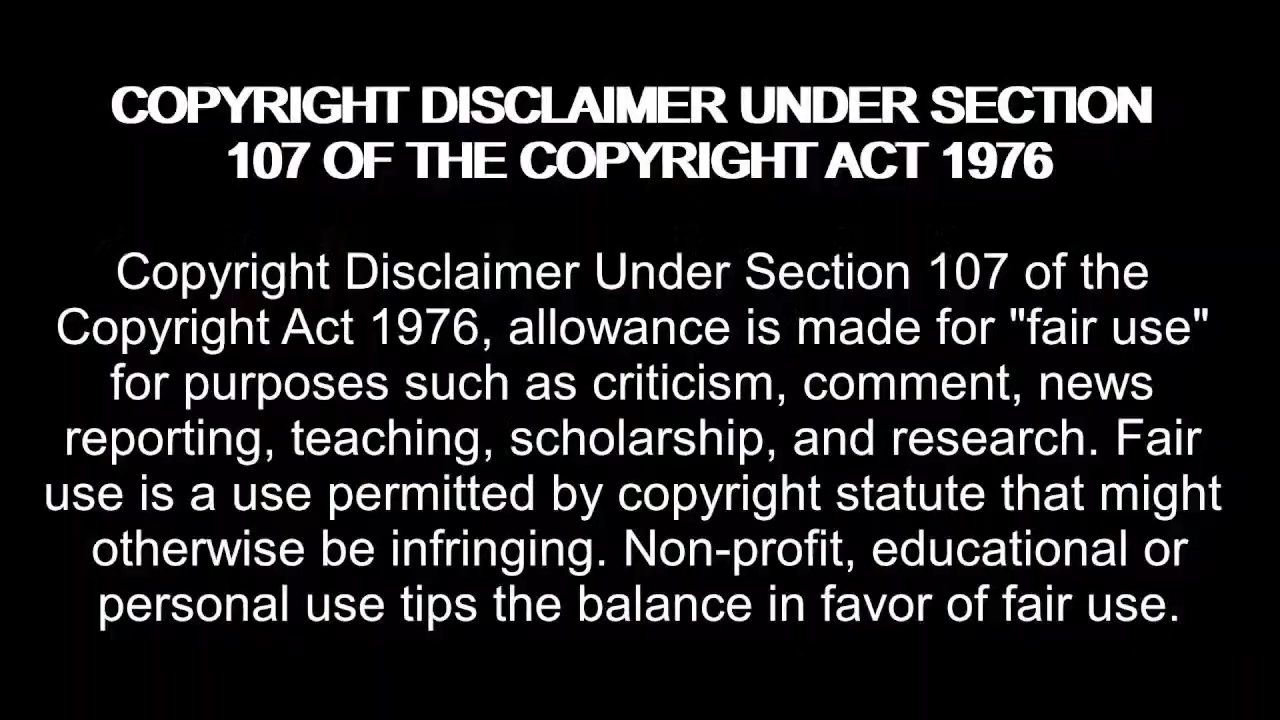 COPYRIGHT DISCLAIMER UNDER SECTION
107 OF THE COPYRIGHT ACT 1976
Copyright Disclaimer Under Section 107 of the
Copyright Act 1976, allowance is made for "fair use"
for purposes such as criticism, comment, news
reporting, teaching, scholarship, and research. Fair
use is a use permitted by copyright statute that might
otherwise be infringing. Non-profit, educational or
personal use tips the balance in favor of fair use.